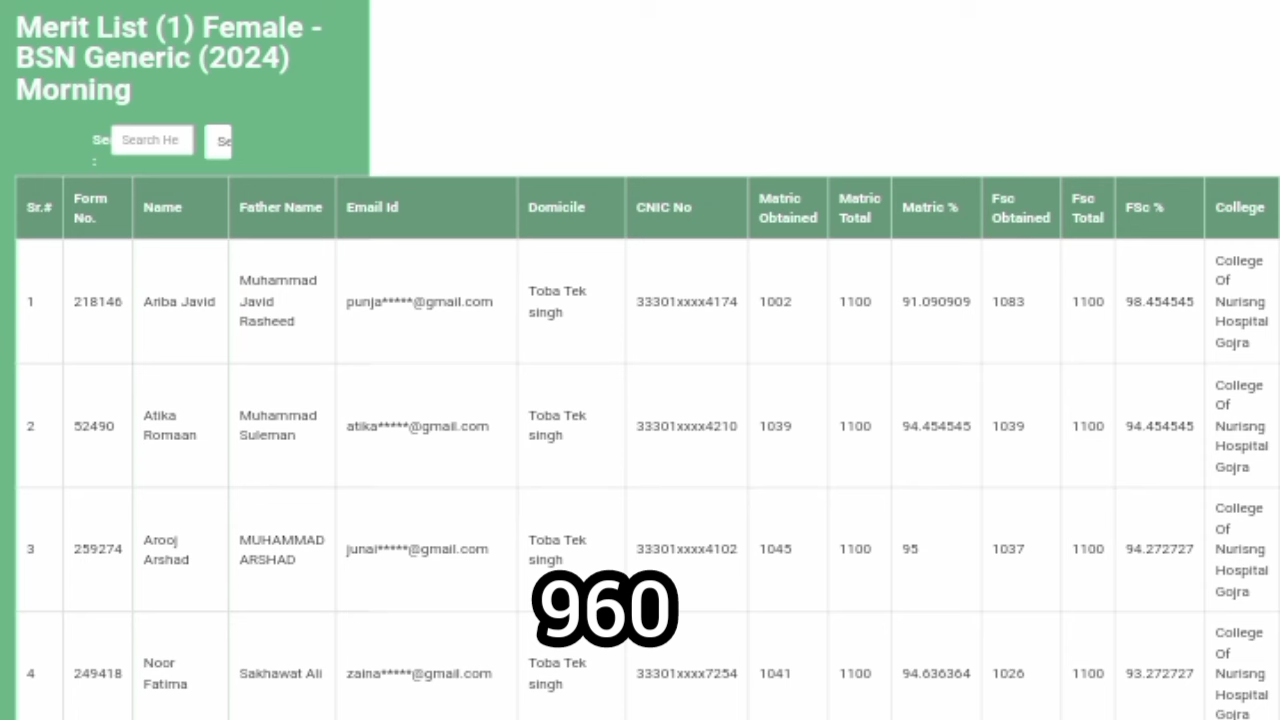 Merit List (1) Female -
BSN Generic (2024)
Morning
Se
:
Search He
Se
Sr.# Form No. Name Father Name Email Id Domicile CNIC No Matric Obtained Matric Total Matric % Fsc Obtained Fsc Total FSc % College
1 218146 Ariba Javid Muhammad Javid Rasheed punja*****@gmail.com Toba Tek singh 33301xxxx4174 1002 1100 91.090909 1083 1100 98.454545 College Of Nurisng Hospital Gojra
2 52490 Atika Romaan Muhammad Suleman atika*****@gmail.com Toba Tek singh 33301xxxx4210 1039 1100 94.454545 1039 1100 94.454545 College Of Nurisng Hospital Gojra
3 259274 Arooj Arshad MUHAMMAD ARSHAD junai*****@gmail.com Toba Tek singh 33301xxxx4102 1045 1100 95 1037 1100 94.272727 College Of Nurisng Hospital Gojra
960
4 249418 Noor Fatima Sakhawat Ali zaina*****@gmail.com Toba Tek singh 33301xxxx7254 1041 1100 94.636364 1026 1100 93.272727 College Of Nurisng Hospital Gojra